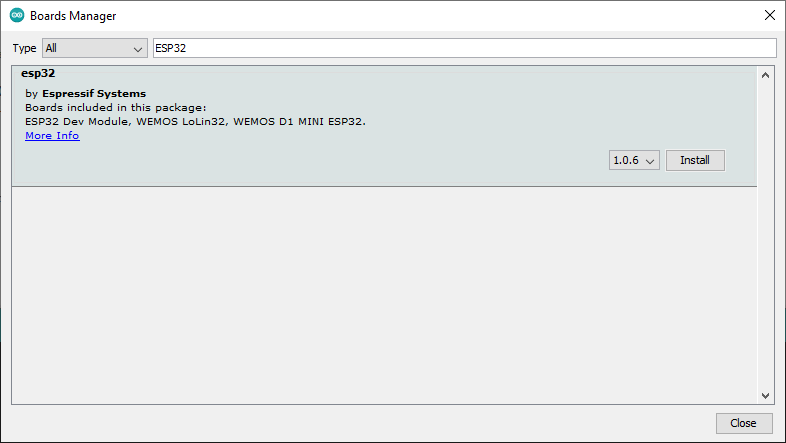 Boards Manager
Type All ESP32
esp32
by Espressif Systems
Boards included in this package:
ESP32 Dev Module, WEMOS LoLin32, WEMOS D1 MINI ESP32.
More Info
1.0.6 Install
Close